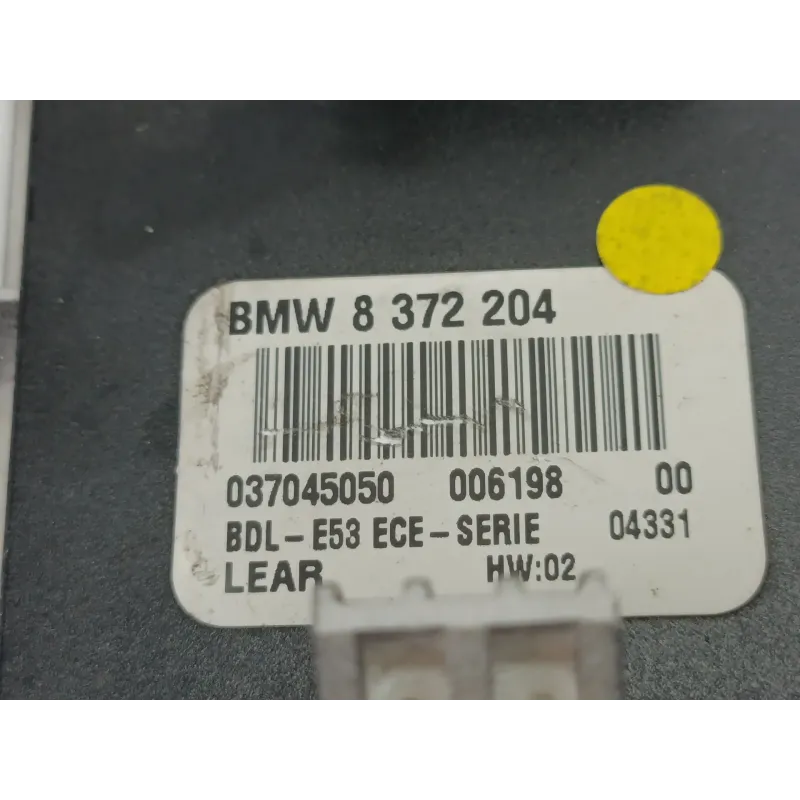 BMW 8 372 204
037045050 006198 00
BDL-E53 ECE-SERIE 04331
LEAR HW:02